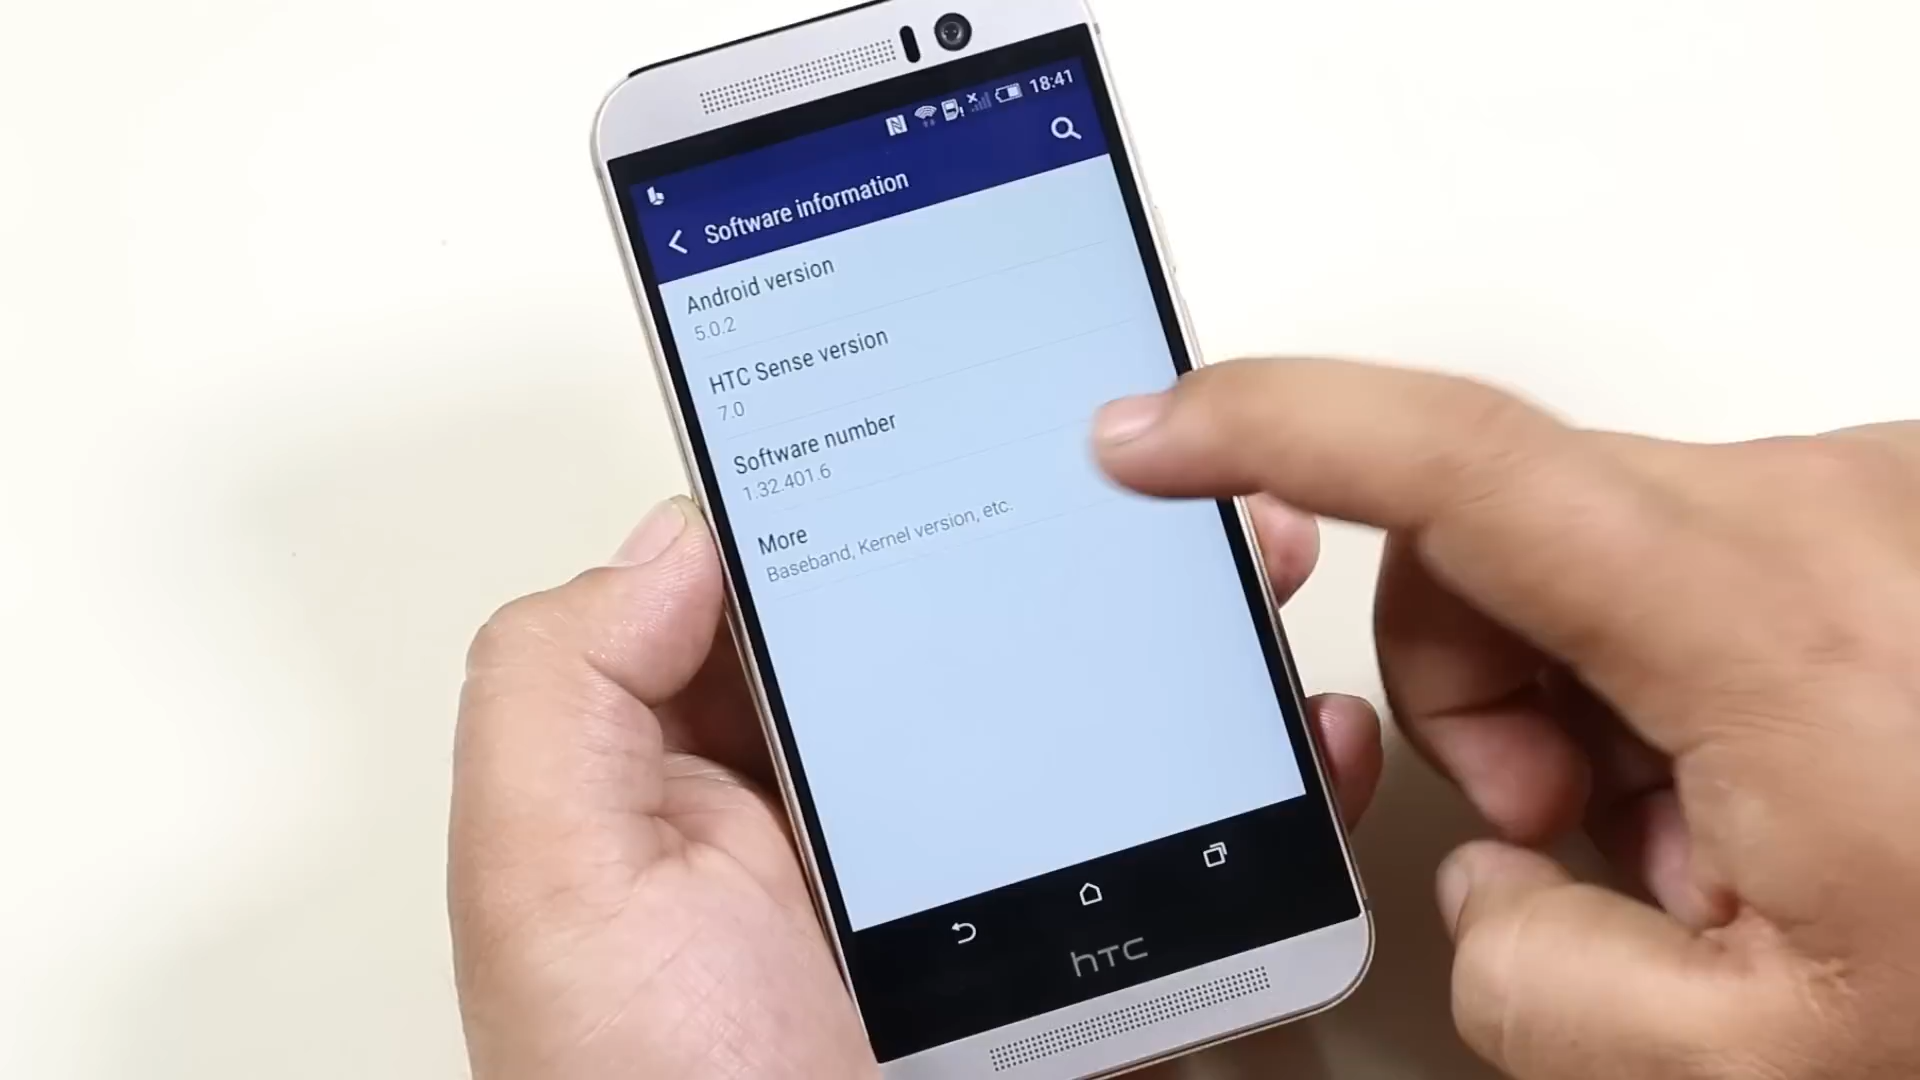 18:41
Software information
Android version
5.0.2
HTC Sense version
7.0
Software number
1.32.401.6
More
Baseband, Kernel version, etc.
hTC